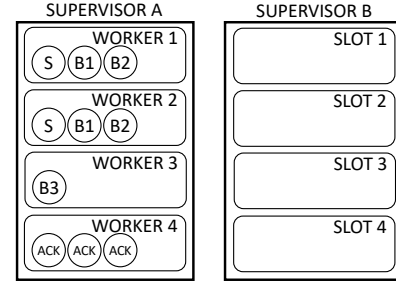 SUPERVISOR A
WORKER 1
S B1 B2
WORKER 2
S B1 B2
WORKER 3
B3
WORKER 4
ACK ACK ACK
SUPERVISOR B
SLOT 1
SLOT 2
SLOT 3
SLOT 4